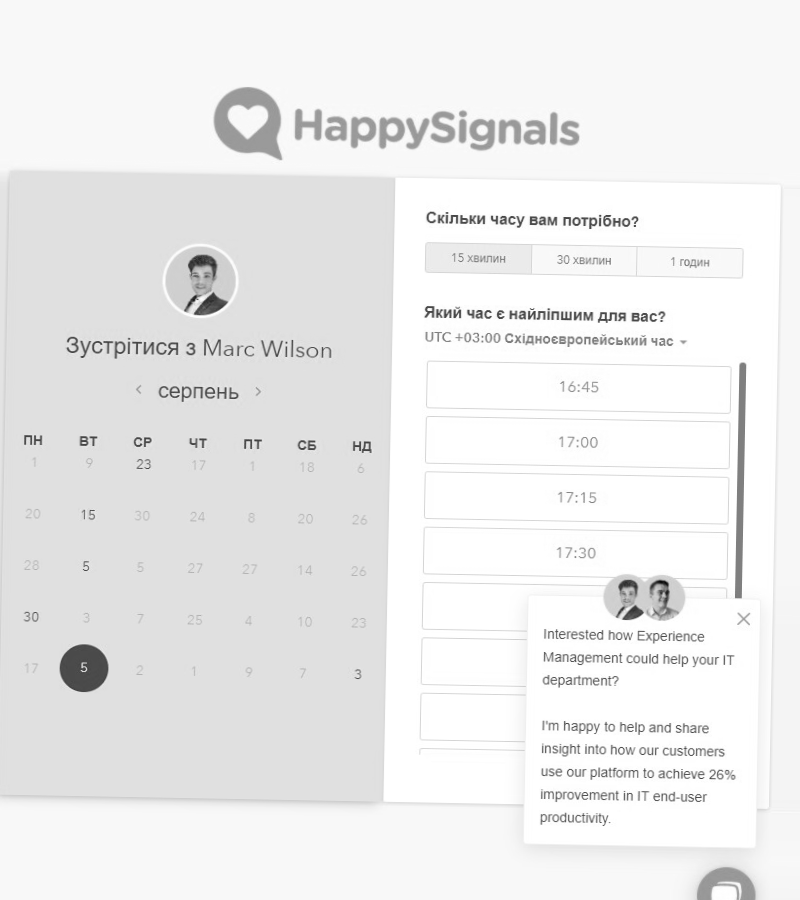 HappySignals
Зустрітися з Marc Wilson
серпень
ПН ВТ СР ЧТ ПТ СБ НД
1 9 23 17 1 18 6
20 15 30 24 8 20 26
28 5 5 27 27 14 26
30 3 7 25 4 10 23
17 5 2 1 9 7 3
Скільки часу вам потрібно?
15 хвилин 30 хвилин 1 годин
Який час є найліпшим для вас?
UTC +03:00 Східноєвропейський час
16:45
17:00
17:15
17:30
Interested how Experience
Management could help your IT
department?
I'm happy to help and share
insight into how our customers
use our platform to achieve 26%
improvement in IT end-user
productivity.